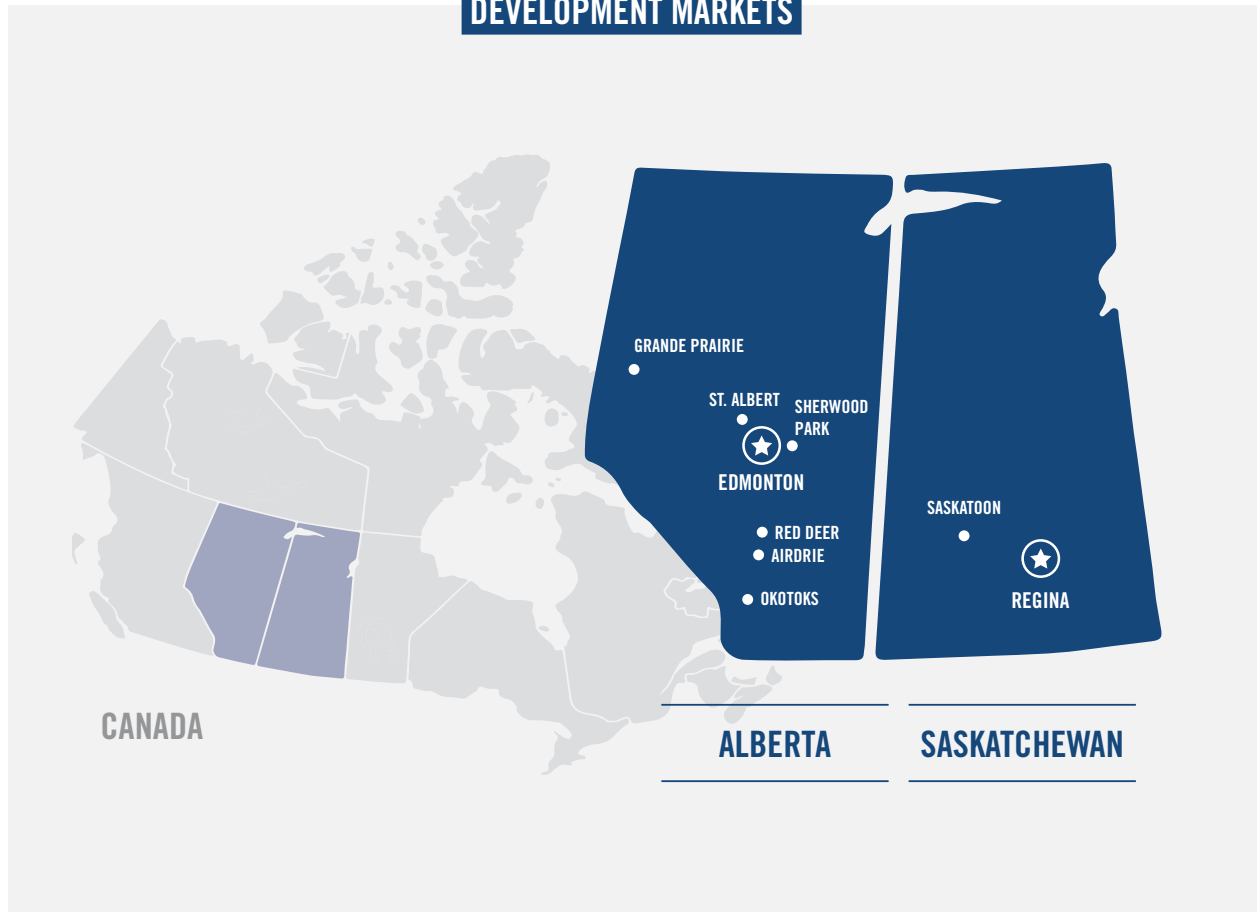 DEVELOPMENT MARKETS
GRANDE PRAIRIE
ST. ALBERT
SHERWOOD
PARK
EDMONTON
SASKATOON
RED DEER
AIRDRIE
REGINA
OKOTOKS
CANADA
ALBERTA
SASKATCHEWAN